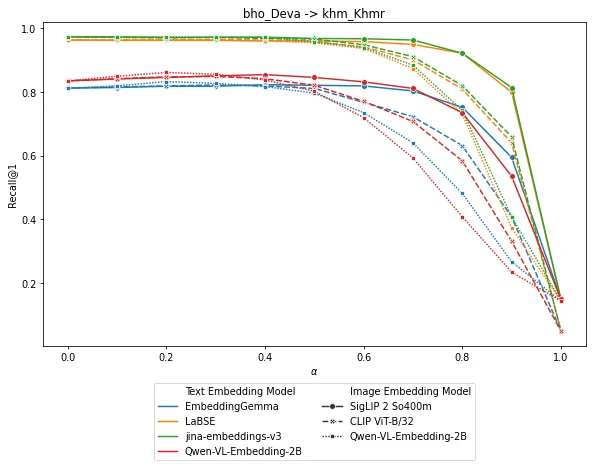 bho_Deva -> khm_Khmr
Recall@1
1.0
0.8
0.6
0.4
0.2
0.0 0.2 0.4 0.6 0.8 1.0
α
Text Embedding Model Image Embedding Model
EmbeddingGemma SigLIP 2 So400m
LaBSE CLIP ViT-B/32
jina-embeddings-v3 Qwen-VL-Embedding-2B
Qwen-VL-Embedding-2B